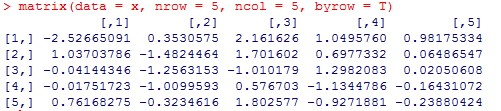 > matrix(data = x, nrow = 5, ncol = 5, byrow = T)
[,1] [,2] [,3] [,4] [,5]
[1,] -2.52665091 0.3530575 2.161626 1.0495760 0.98175334
[2,] 1.03703786 -1.4824464 1.701602 0.6977332 0.06486547
[3,] -0.04144346 -1.2563153 -1.010179 1.2982083 0.02050608
[4,] -0.01751723 -1.0099593 0.576703 -1.1344786 -0.16431072
[5,] 0.76168275 -0.3234616 1.802577 -0.9271881 -0.23880424